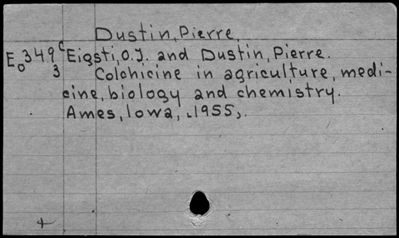 Dustin, Pierre.
E₀349ᶜ Eigsti, O.J. and Dustin, Pierre.
3 Colchicine in agriculture, medi-
cine, biology and chemistry.
Ames, Iowa, [1955].